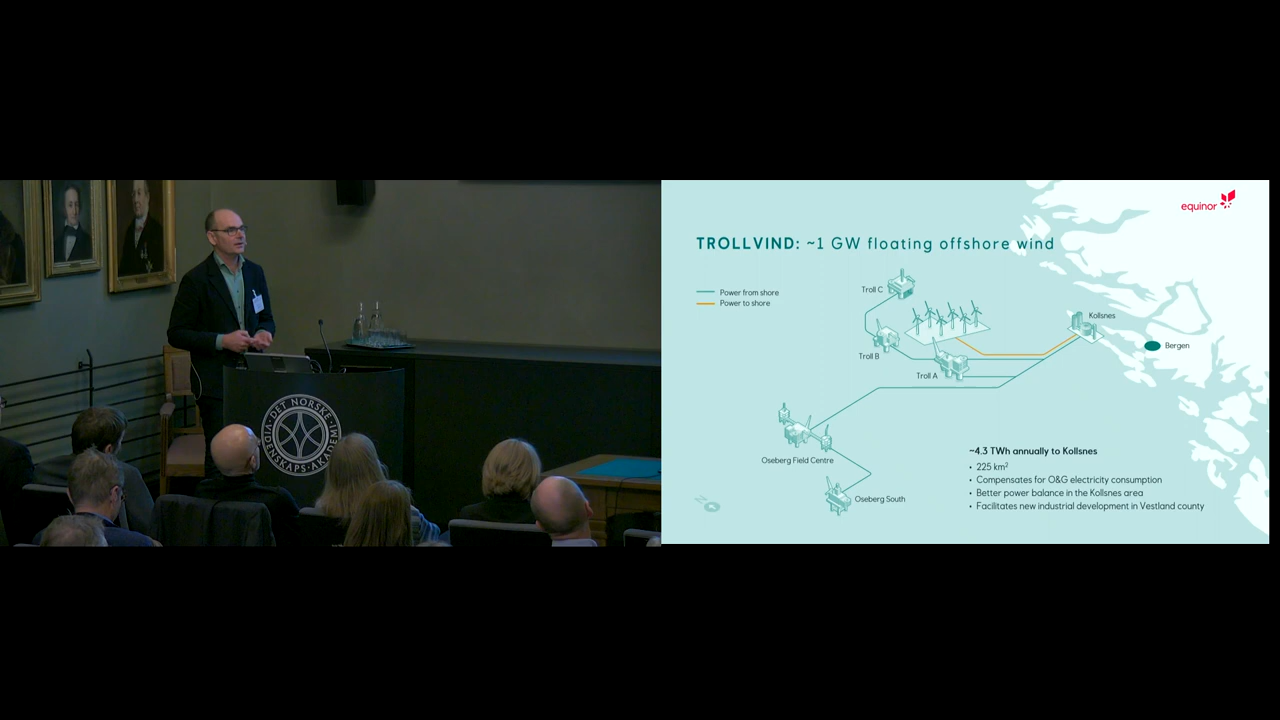 DET NORSKE
VIDENSKAPS-AKADEMI
equinor
TROLLVIND: ~1 GW floating offshore wind
Power from shore
Power to shore
Troll C
Troll B
Troll A
Kollsnes
Bergen
Oseberg Field Centre
Oseberg South
~4.3 TWh annually to Kollsnes
• 225 km²
• Compensates for O&G electricity consumption
• Better power balance in the Kollsnes area
• Facilitates new industrial development in Vestland county